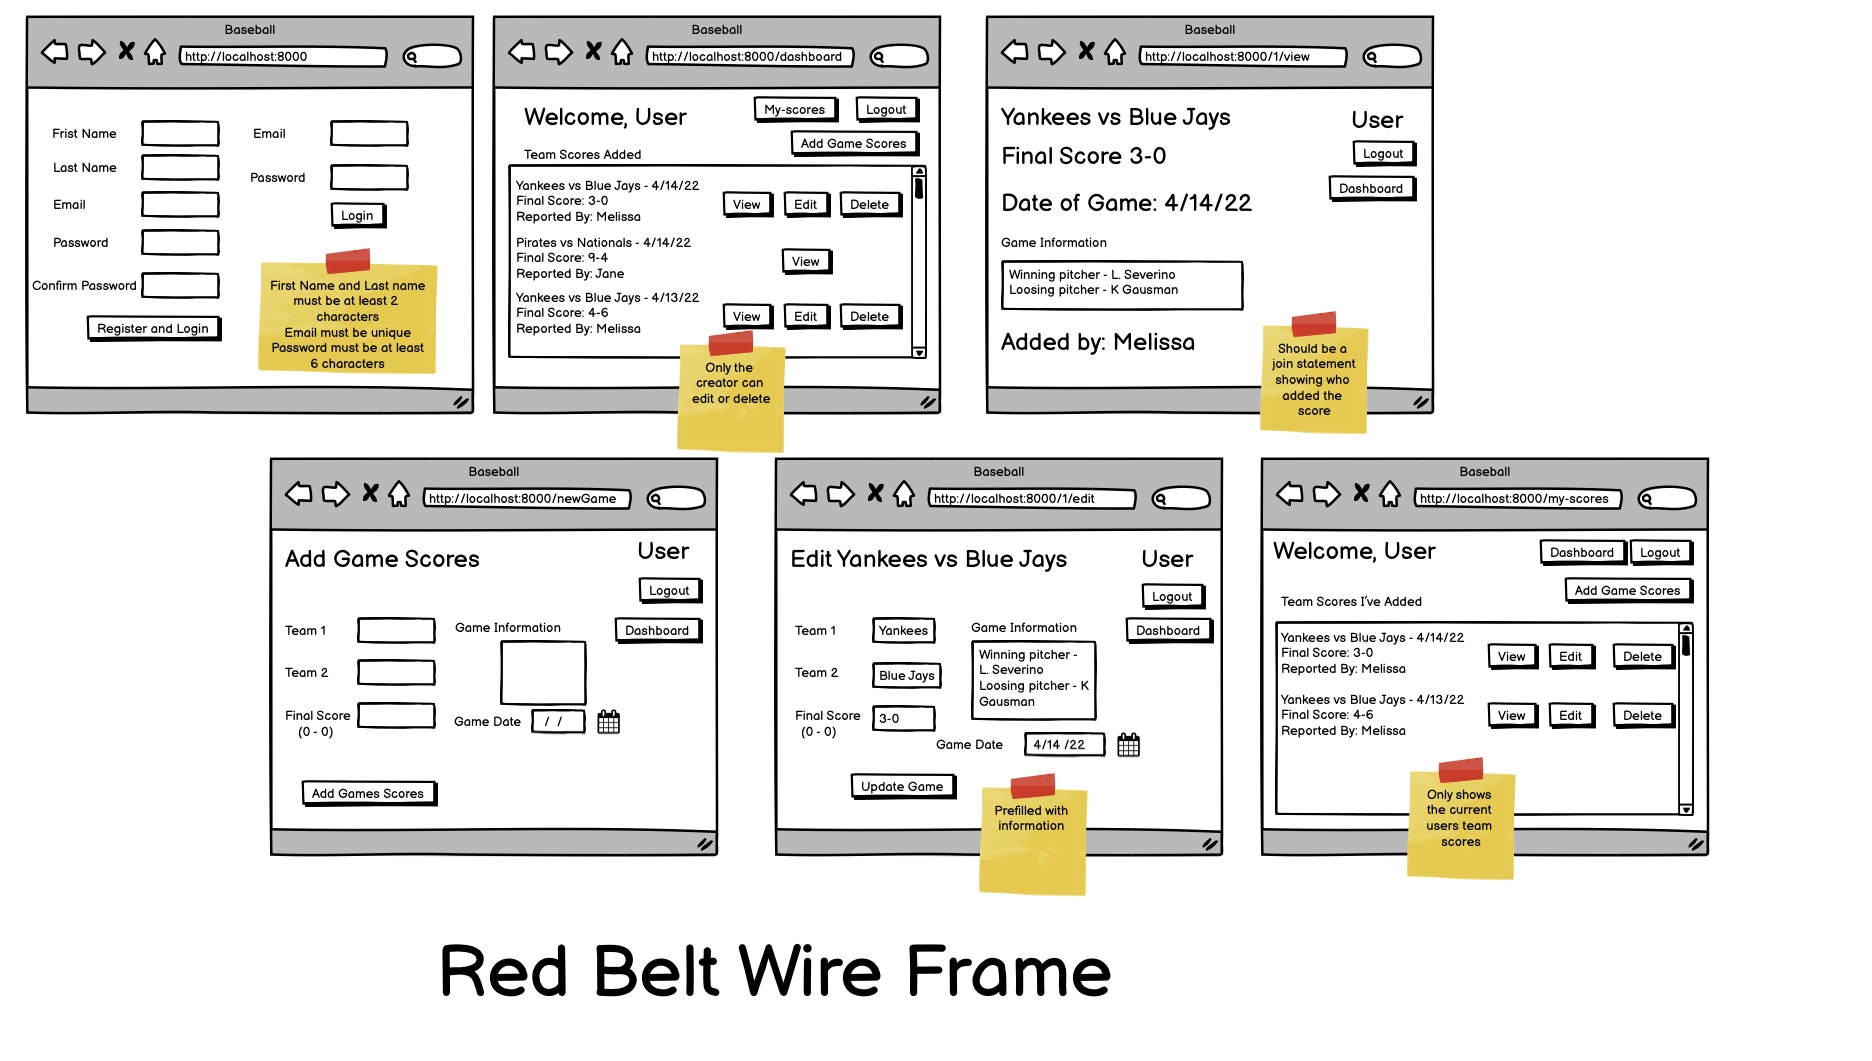 Baseball
http://localhost:8000
Frist Name
Last Name
Email
Password
Confirm Password
Register and Login
Email
Password
Login
First Name and Last name
must be at least 2
characters
Email must be unique
Password must be at least
6 characters
Baseball
http://localhost:8000/dashboard
Welcome, User
My-scores
Logout
Add Game Scores
Team Scores Added
Yankees vs Blue Jays - 4/14/22
Final Score: 3-0
Reported By: Melissa
View
Edit
Delete
Pirates vs Nationals - 4/14/22
Final Score: 9-4
Reported By: Jane
View
Yankees vs Blue Jays - 4/13/22
Final Score: 4-6
Reported By: Melissa
View
Edit
Delete
Only the
creator can
edit or delete
Baseball
http://localhost:8000/1/view
Yankees vs Blue Jays
Final Score 3-0
Date of Game: 4/14/22
User
Logout
Dashboard
Game Information
Winning pitcher - L. Severino
Loosing pitcher - K Gausman
Added by: Melissa
Should be a
join statement
showing who
added the
score
Baseball
http://localhost:8000/newGame
Add Game Scores
User
Logout
Dashboard
Team 1
Team 2
Final Score
(0 - 0)
Game Information
Game Date
/ /
Add Games Scores
Baseball
http://localhost:8000/1/edit
Edit Yankees vs Blue Jays
User
Logout
Dashboard
Team 1
Yankees
Team 2
Blue Jays
Final Score
(0 - 0)
3-0
Game Information
Winning pitcher -
L. Severino
Loosing pitcher - K
Gausman
Game Date
4/14 /22
Update Game
Prefilled with
information
Baseball
http://localhost:8000/my-scores
Welcome, User
Dashboard
Logout
Add Game Scores
Team Scores I've Added
Yankees vs Blue Jays - 4/14/22
Final Score: 3-0
Reported By: Melissa
View
Edit
Delete
Yankees vs Blue Jays - 4/13/22
Final Score: 4-6
Reported By: Melissa
View
Edit
Delete
Only shows
the current
users team
scores
Red Belt Wire Frame